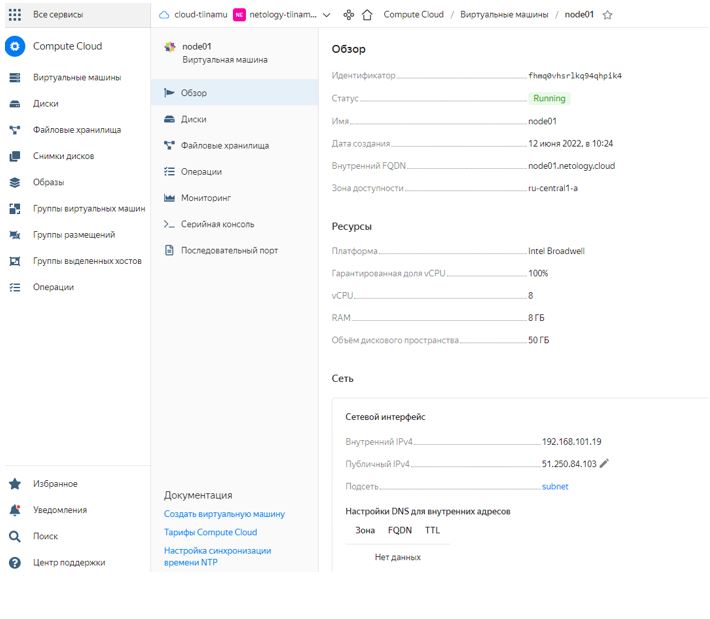 Все сервисы
cloud-tiinamu
NE
netology-tiinam...
Compute Cloud / Виртуальные машины / node01
Compute Cloud
Виртуальные машины
Диски
Файловые хранилища
Снимки дисков
Образы
Группы виртуальных машин
Группы размещений
Группы выделенных хостов
Операции
Избранное
Уведомления
Поиск
Центр поддержки
node01
Виртуальная машина
Обзор
Диски
Файловые хранилища
Операции
Мониторинг
Серийная консоль
Последовательный порт
Документация
Создать виртуальную машину
Тарифы Compute Cloud
Настройка синхронизации
времени NTP
Обзор
Идентификатор fhmq0vhsrlkq94qhpik4
Статус Running
Имя node01
Дата создания 12 июня 2022, в 10:24
Внутренний FQDN node01.netology.cloud
Зона доступности ru-central1-a
Ресурсы
Платформа Intel Broadwell
Гарантированная доля vCPU 100%
vCPU 8
RAM 8 ГБ
Объём дискового пространства 50 ГБ
Сеть
Сетевой интерфейс
Внутренний IPv4 192.168.101.19
Публичный IPv4 51.250.84.103
Подсеть subnet
Настройки DNS для внутренних адресов
Зона FQDN TTL
Нет данных